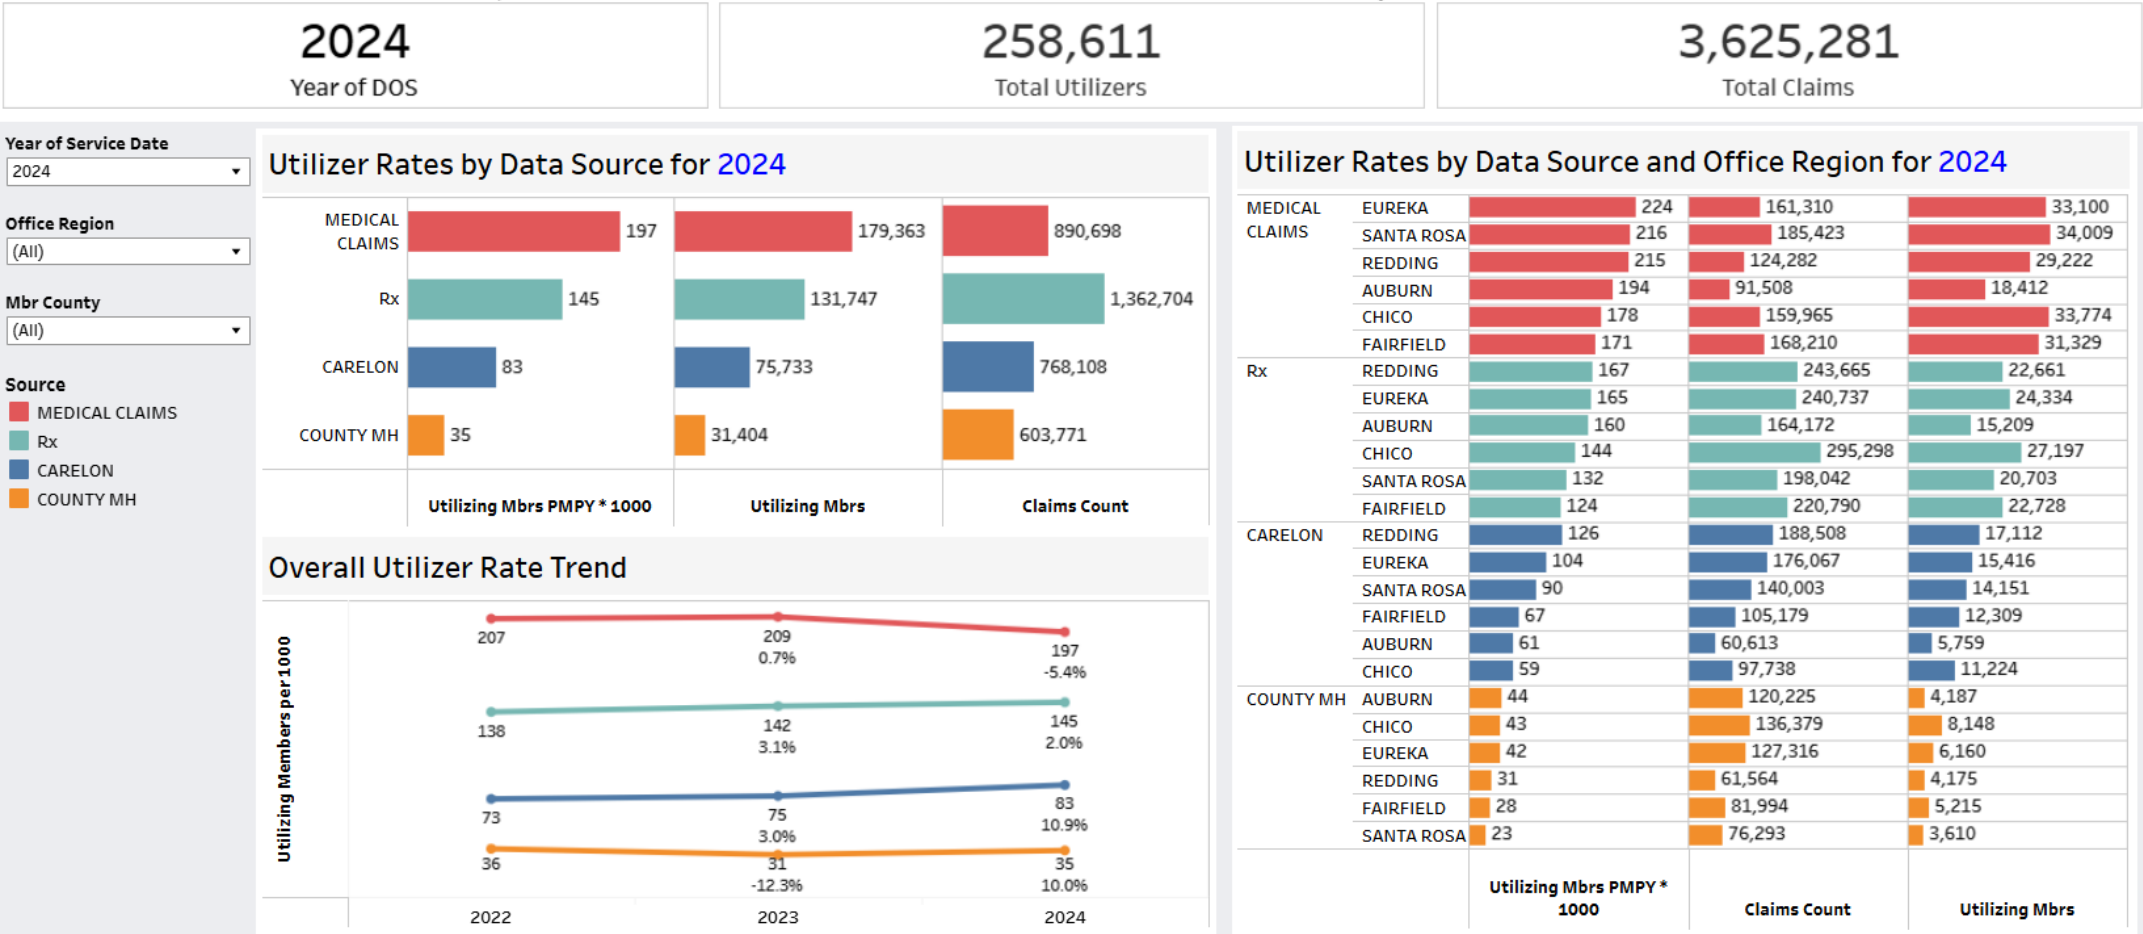 2024
Year of DOS
258,611
Total Utilizers
3,625,281
Total Claims
Year of Service Date
2024
Office Region
(All)
Mbr County
(All)
Source
MEDICAL CLAIMS
Rx
CARELON
COUNTY MH
Utilizer Rates by Data Source for 2024
MEDICAL
CLAIMS
197
179,363
890,698
Rx
145
131,747
1,362,704
CARELON
83
75,733
768,108
COUNTY MH
35
31,404
603,771
Utilizing Mbrs PMPY * 1000
Utilizing Mbrs
Claims Count
Overall Utilizer Rate Trend
Utilizing Members per 1000
207
209
0.7%
197
-5.4%
138
142
3.1%
145
2.0%
73
75
3.0%
83
10.9%
36
31
-12.3%
35
10.0%
2022
2023
2024
Utilizer Rates by Data Source and Office Region for 2024
MEDICAL
CLAIMS
EUREKA 224 161,310 33,100
SANTA ROSA 216 185,423 34,009
REDDING 215 124,282 29,222
AUBURN 194 91,508 18,412
CHICO 178 159,965 33,774
FAIRFIELD 171 168,210 31,329
Rx
REDDING 167 243,665 22,661
EUREKA 165 240,737 24,334
AUBURN 160 164,172 15,209
CHICO 144 295,298 27,197
SANTA ROSA 132 198,042 20,703
FAIRFIELD 124 220,790 22,728
CARELON
REDDING 126 188,508 17,112
EUREKA 104 176,067 15,416
SANTA ROSA 90 140,003 14,151
FAIRFIELD 67 105,179 12,309
AUBURN 61 60,613 5,759
CHICO 59 97,738 11,224
COUNTY MH
AUBURN 44 120,225 4,187
CHICO 43 136,379 8,148
EUREKA 42 127,316 6,160
REDDING 31 61,564 4,175
FAIRFIELD 28 81,994 5,215
SANTA ROSA 23 76,293 3,610
Utilizing Mbrs PMPY *
1000
Claims Count
Utilizing Mbrs